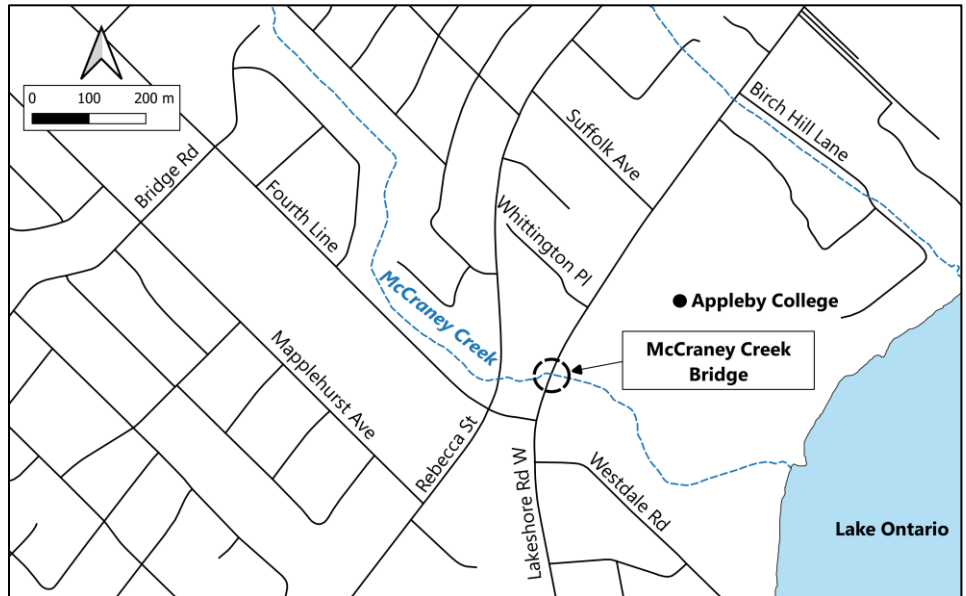 0 100 200 m
Bridge Rd
Fourth Line
Mapplehurst Ave
McCraney Creek
Rebecca St
Lakeshore Rd W
Westdale Rd
Whittington Pl
Suffolk Ave
Birch Hill Lane
Appleby College
McCraney Creek
Bridge
Lake Ontario